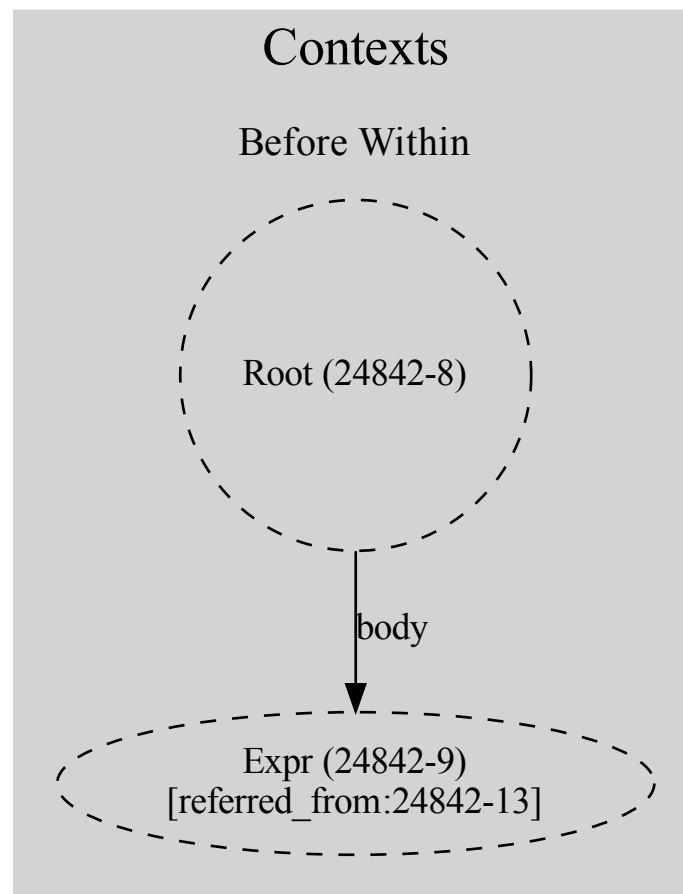 Contexts
Before Within
Root (24842-8)
body
Expr (24842-9)
[referred_from:24842-13]